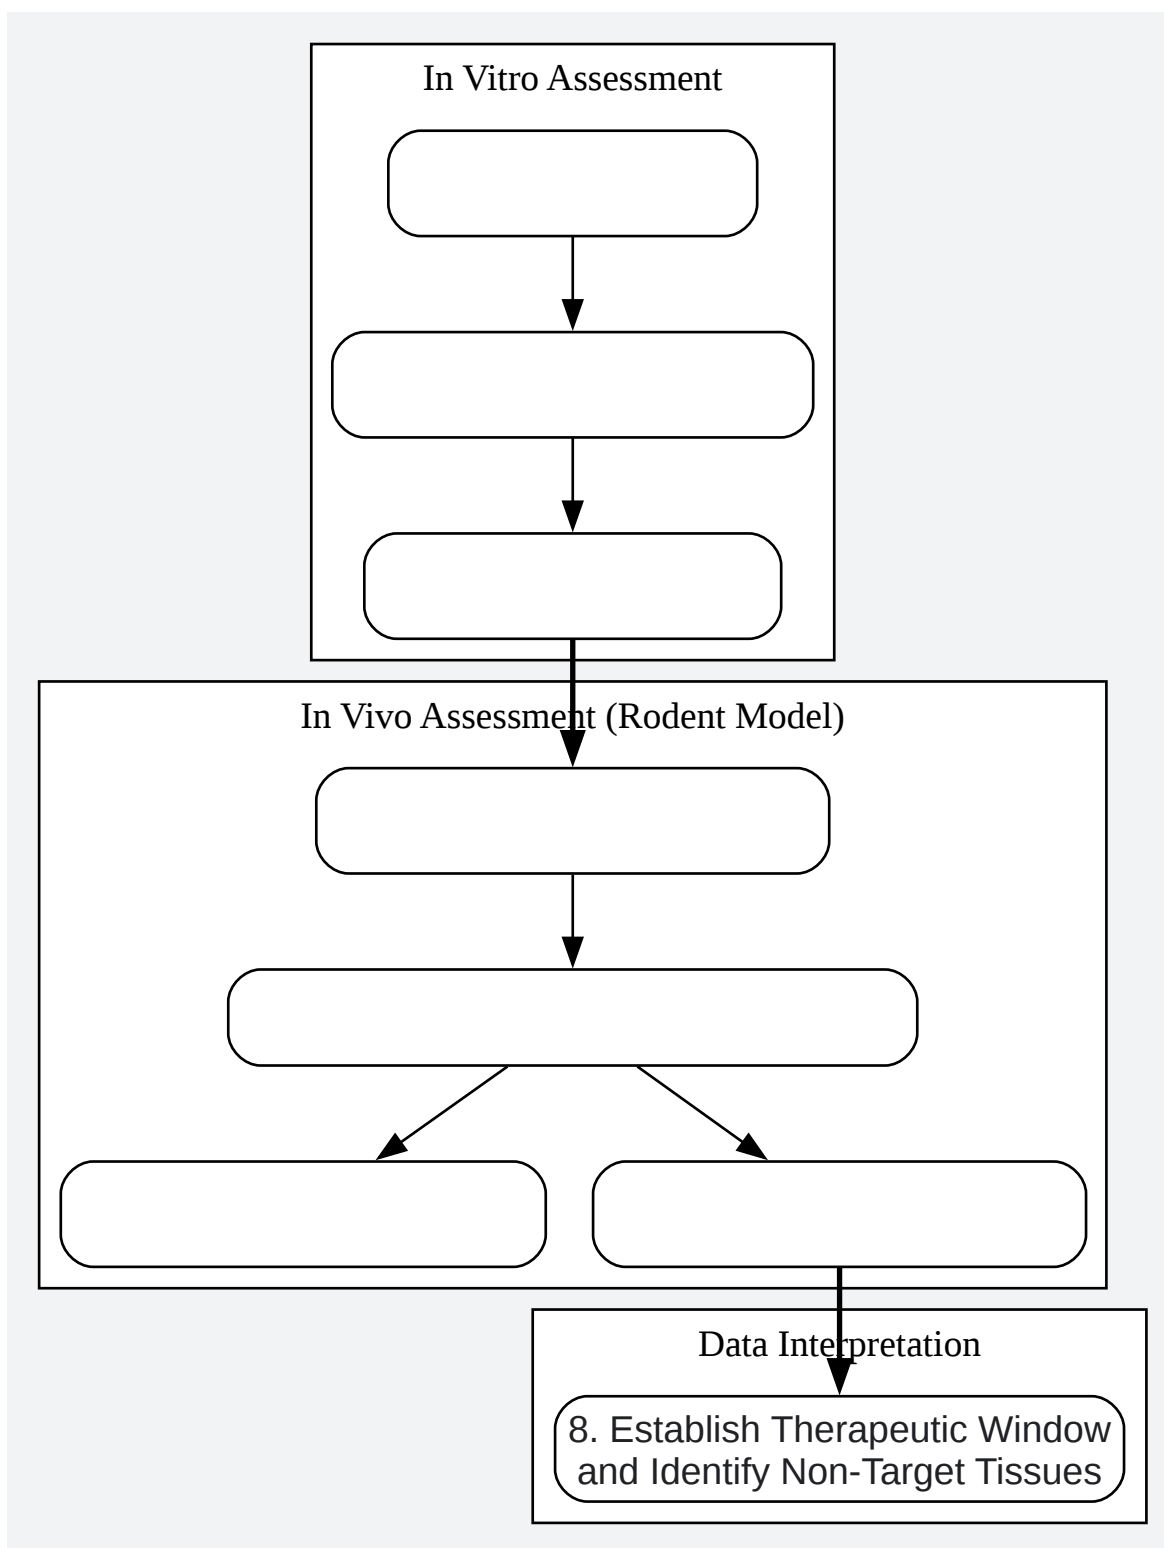 In Vitro Assessment
In Vivo Assessment (Rodent Model)
Data Interpretation
8. Establish Therapeutic Window
and Identify Non-Target Tissues